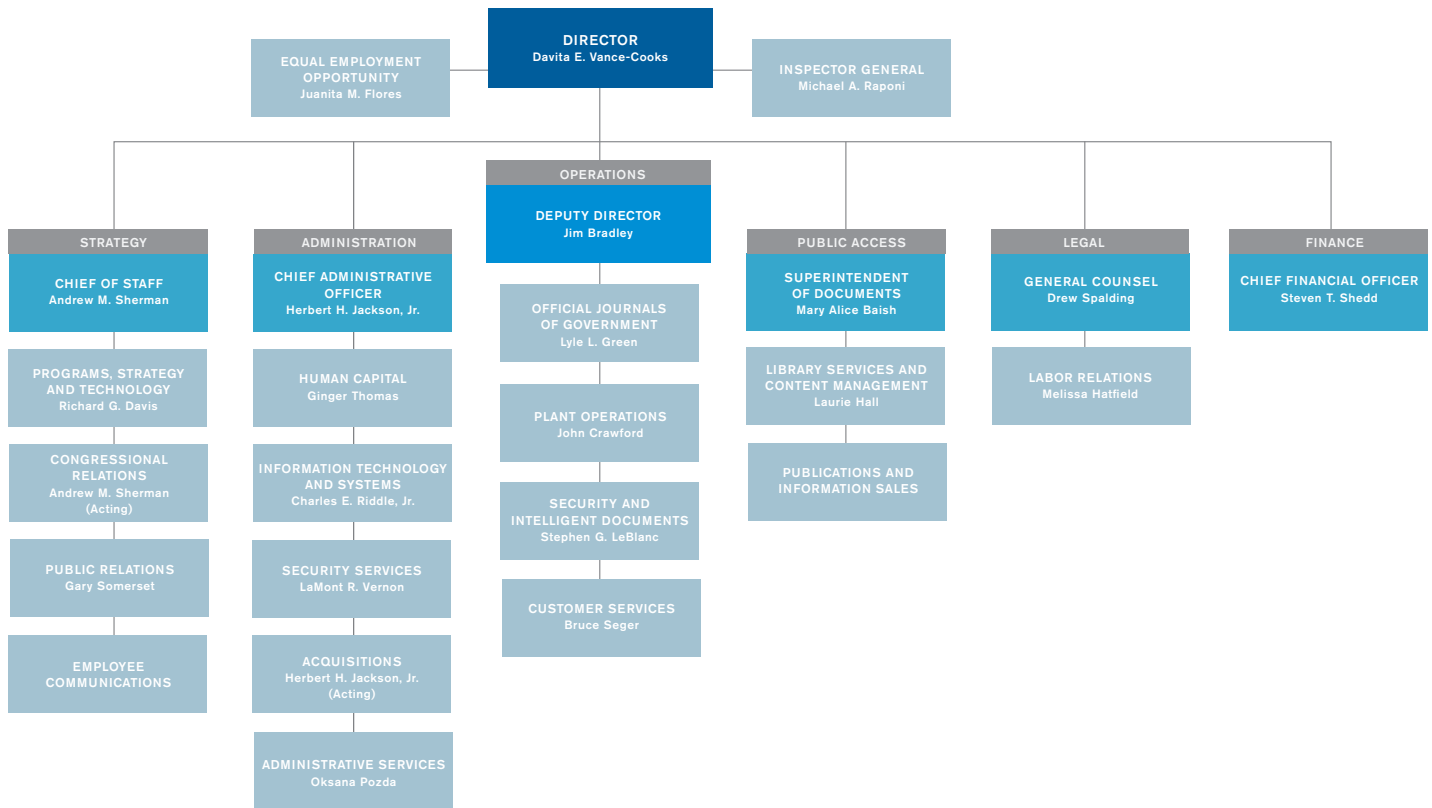 DIRECTOR
Davita E. Vance-Cooks
EQUAL EMPLOYMENT
OPPORTUNITY
Juanita M. Flores
INSPECTOR GENERAL
Michael A. Raponi
OPERATIONS
DEPUTY DIRECTOR
Jim Bradley
OFFICIAL JOURNALS
OF GOVERNMENT
Lyle L. Green
PLANT OPERATIONS
John Crawford
SECURITY AND
INTELLIGENT DOCUMENTS
Stephen G. LeBlanc
CUSTOMER SERVICES
Bruce Seger
STRATEGY
CHIEF OF STAFF
Andrew M. Sherman
PROGRAMS, STRATEGY
AND TECHNOLOGY
Richard G. Davis
CONGRESSIONAL
RELATIONS
Andrew M. Sherman
(Acting)
PUBLIC RELATIONS
Gary Somerset
EMPLOYEE
COMMUNICATIONS
ADMINISTRATION
CHIEF ADMINISTRATIVE
OFFICER
Herbert H. Jackson, Jr.
HUMAN CAPITAL
Ginger Thomas
INFORMATION TECHNOLOGY
AND SYSTEMS
Charles E. Riddle, Jr.
SECURITY SERVICES
LaMont R. Vernon
ACQUISITIONS
Herbert H. Jackson, Jr.
(Acting)
ADMINISTRATIVE SERVICES
Oksana Pozda
PUBLIC ACCESS
SUPERINTENDENT
OF DOCUMENTS
Mary Alice Baish
LIBRARY SERVICES AND
CONTENT MANAGEMENT
Laurie Hall
PUBLICATIONS AND
INFORMATION SALES
LEGAL
GENERAL COUNSEL
Drew Spalding
LABOR RELATIONS
Melissa Hatfield
FINANCE
CHIEF FINANCIAL OFFICER
Steven T. Shedd